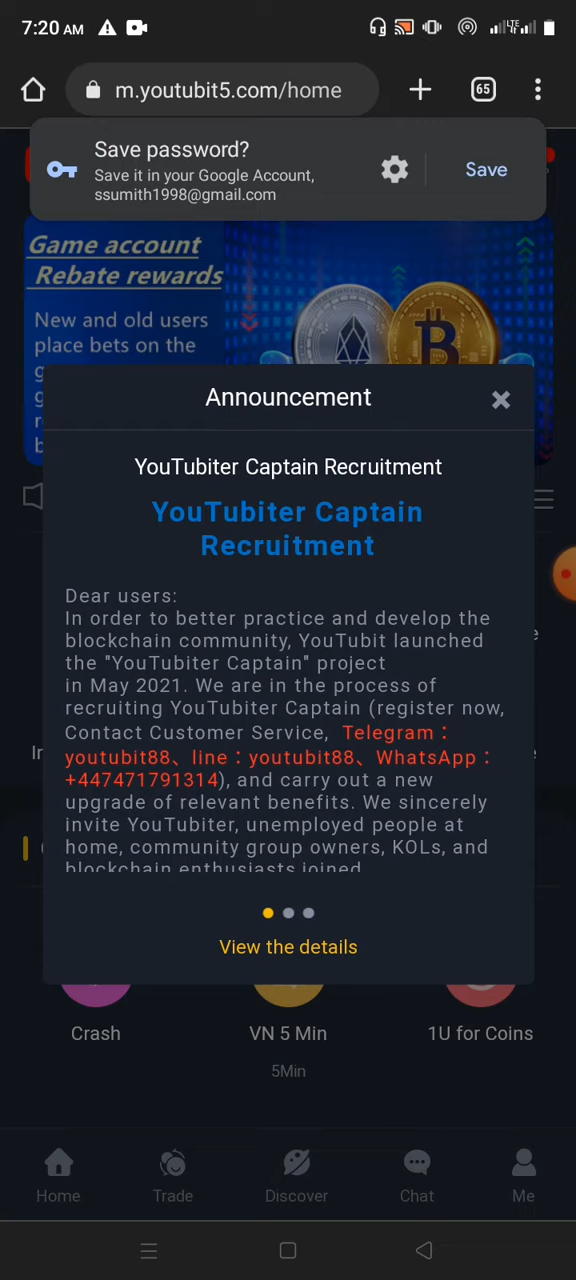 7:20 AM
m.youtubit5.com/home
65
Save password?
Save it in your Google Account,
ssumith1998@gmail.com
Save
Game account
Rebate rewards
New and old users
place bets on the
Announcement
YouTubiter Captain Recruitment
YouTubiter Captain
Recruitment
Dear users:
In order to better practice and develop the
blockchain community, YouTubit launched
the "YouTubiter Captain" project
in May 2021. We are in the process of
recruiting YouTubiter Captain (register now,
Contact Customer Service, Telegram：
youtubit88、line：youtubit88、WhatsApp：
+447471791314), and carry out a new
upgrade of relevant benefits. We sincerely
invite YouTubiter, unemployed people at
home, community group owners, KOLs, and
blockchain enthusiasts joined
View the details
Crash
VN 5 Min
1U for Coins
5Min
Home
Trade
Discover
Chat
Me